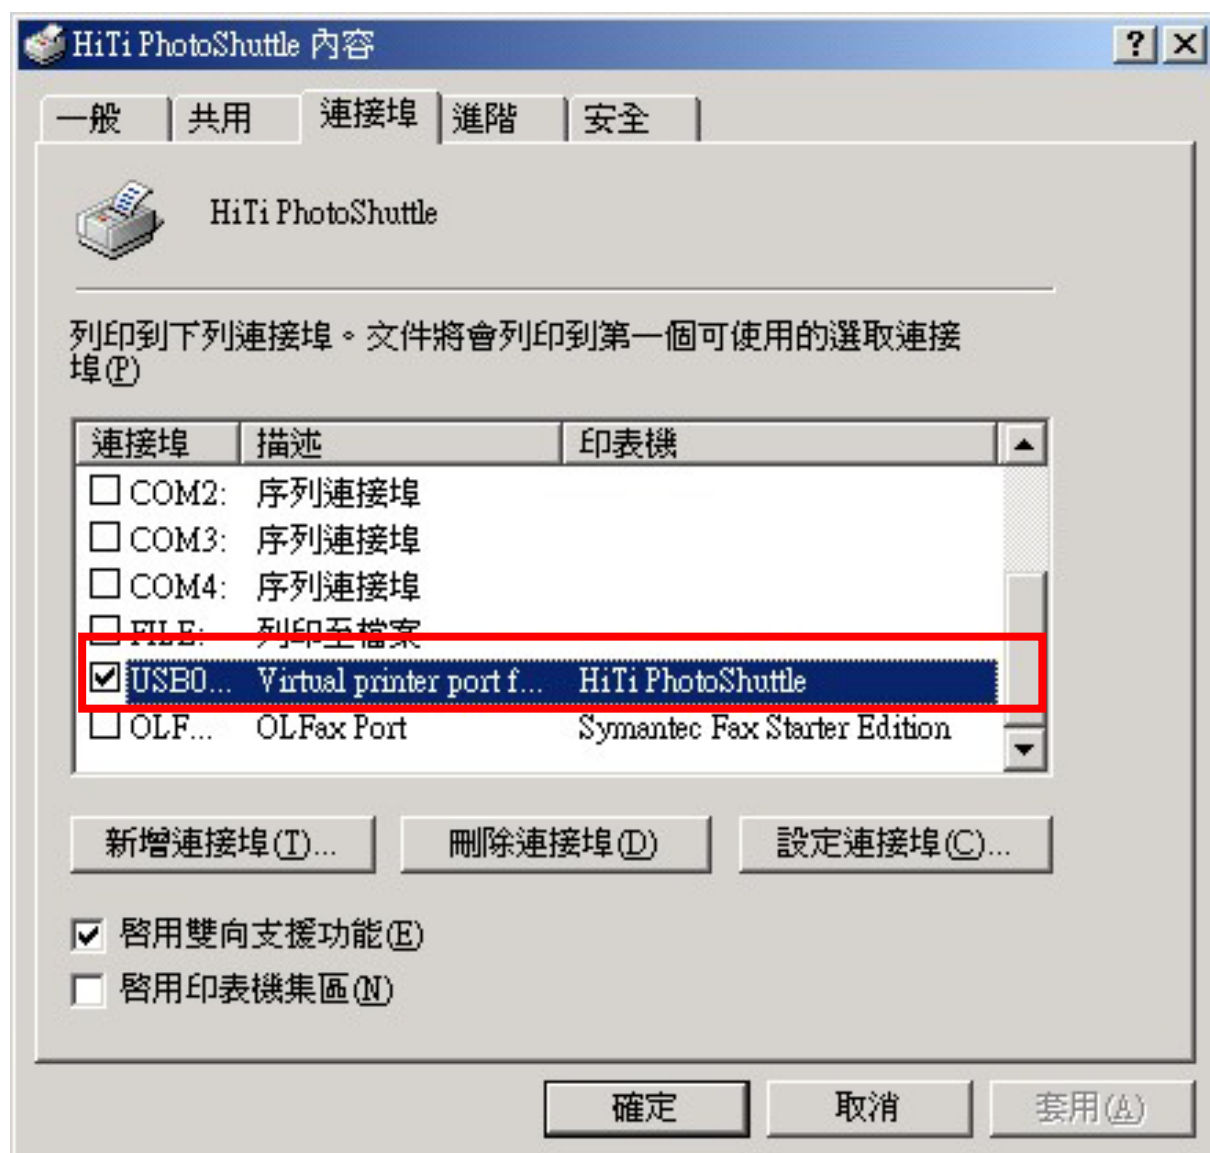 HiTi PhotoShuttle 內容
一般 共用 連接埠 進階 安全
HiTi PhotoShuttle
列印到下列連接埠。文件將會列印到第一個可使用的選取連接
埠(P)
連接埠 描述 印表機
COM2: 序列連接埠
COM3: 序列連接埠
COM4: 序列連接埠
FILE: 列印至檔案
USB0... Virtual printer port f... HiTi PhotoShuttle
OLF... OLFax Port Symantec Fax Starter Edition
新增連接埠(T)... 刪除連接埠(D) 設定連接埠(C)...
啓用雙向支援功能(E)
啓用印表機集區(N)
確定 取消 套用(A)